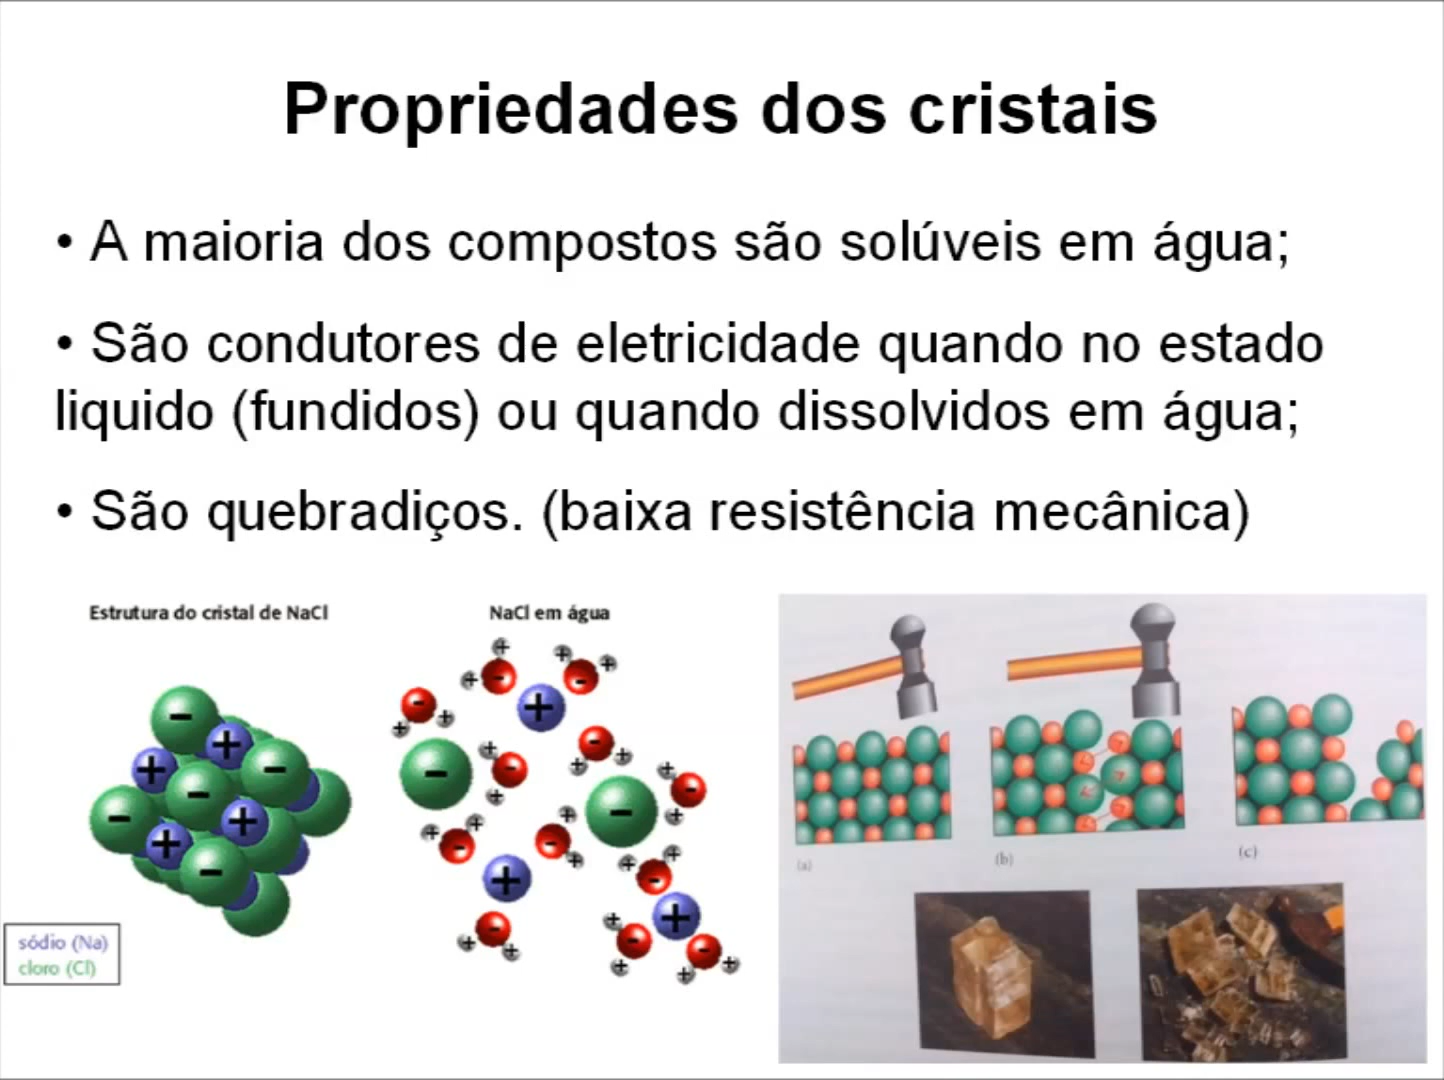 Propriedades dos cristais
• A maioria dos compostos são solúveis em água;
• São condutores de eletricidade quando no estado
liquido (fundidos) ou quando dissolvidos em água;
• São quebradiços. (baixa resistência mecânica)
Estrutura do cristal de NaCl
NaCl em água
sódio (Na)
cloro (Cl)
(a)
(b)
(c)